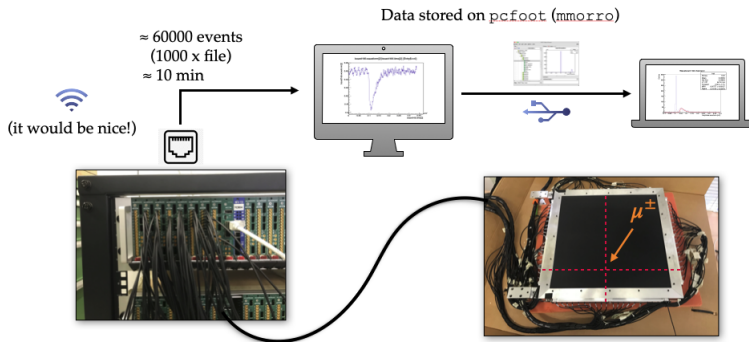 Data stored on pcfoot (mmorro)
≈ 60000 events
(1000 x file)
≈ 10 min
(it would be nice!)
μ±